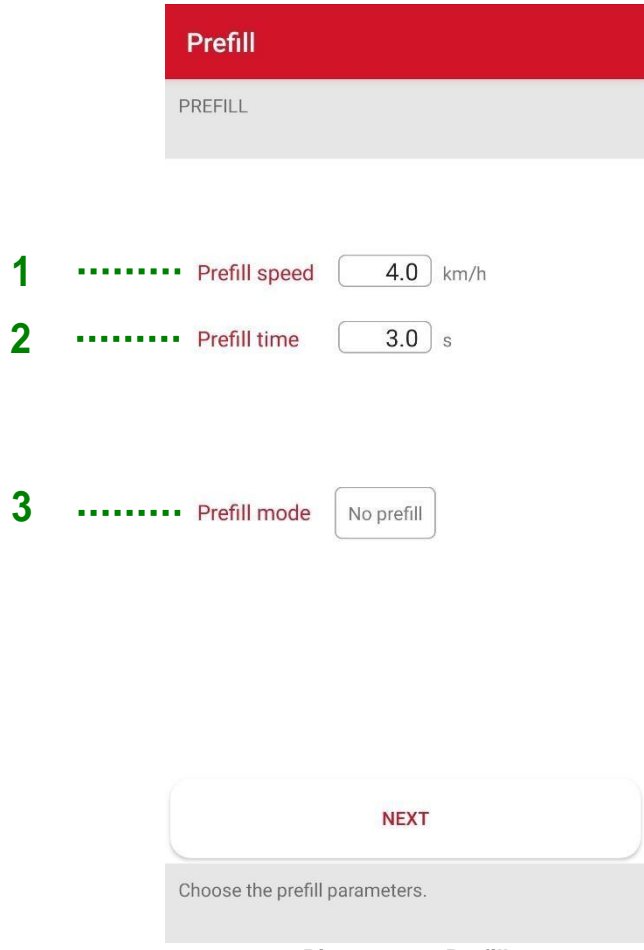 Prefill
PREFILL
1 Prefill speed 4.0 km/h
2 Prefill time 3.0 s
3 Prefill mode No prefill
NEXT
Choose the prefill parameters.